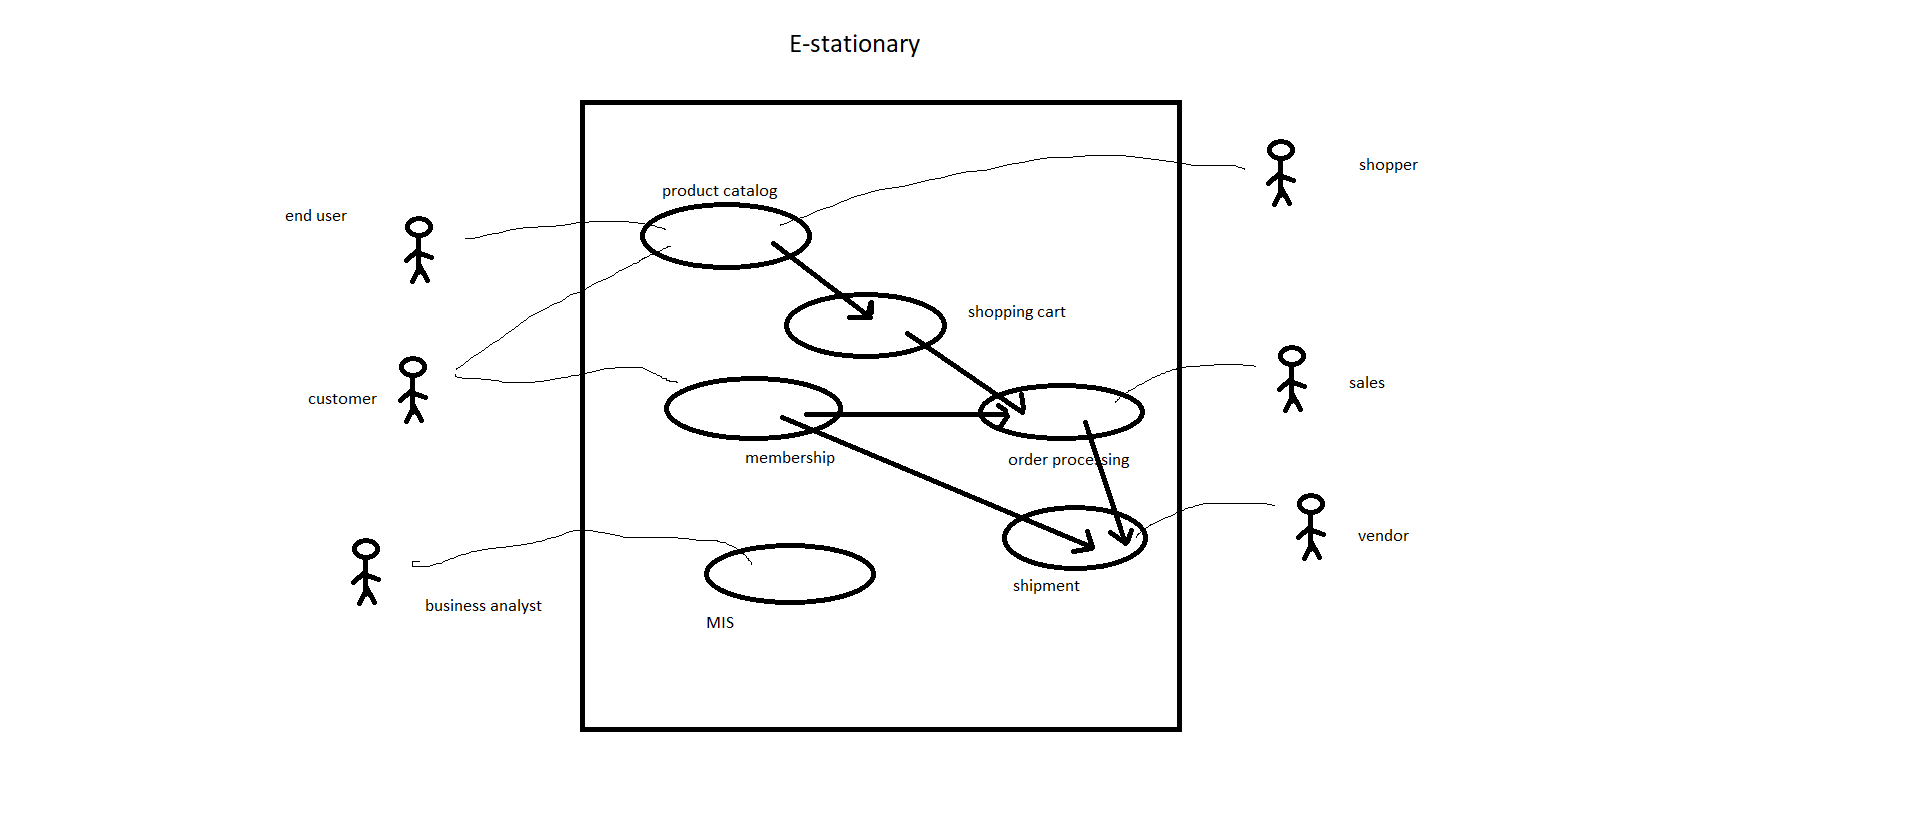 E-stationary
shopper
product catalog
end user
shopping cart
sales
customer
membership
order processing
vendor
shipment
business analyst
MIS